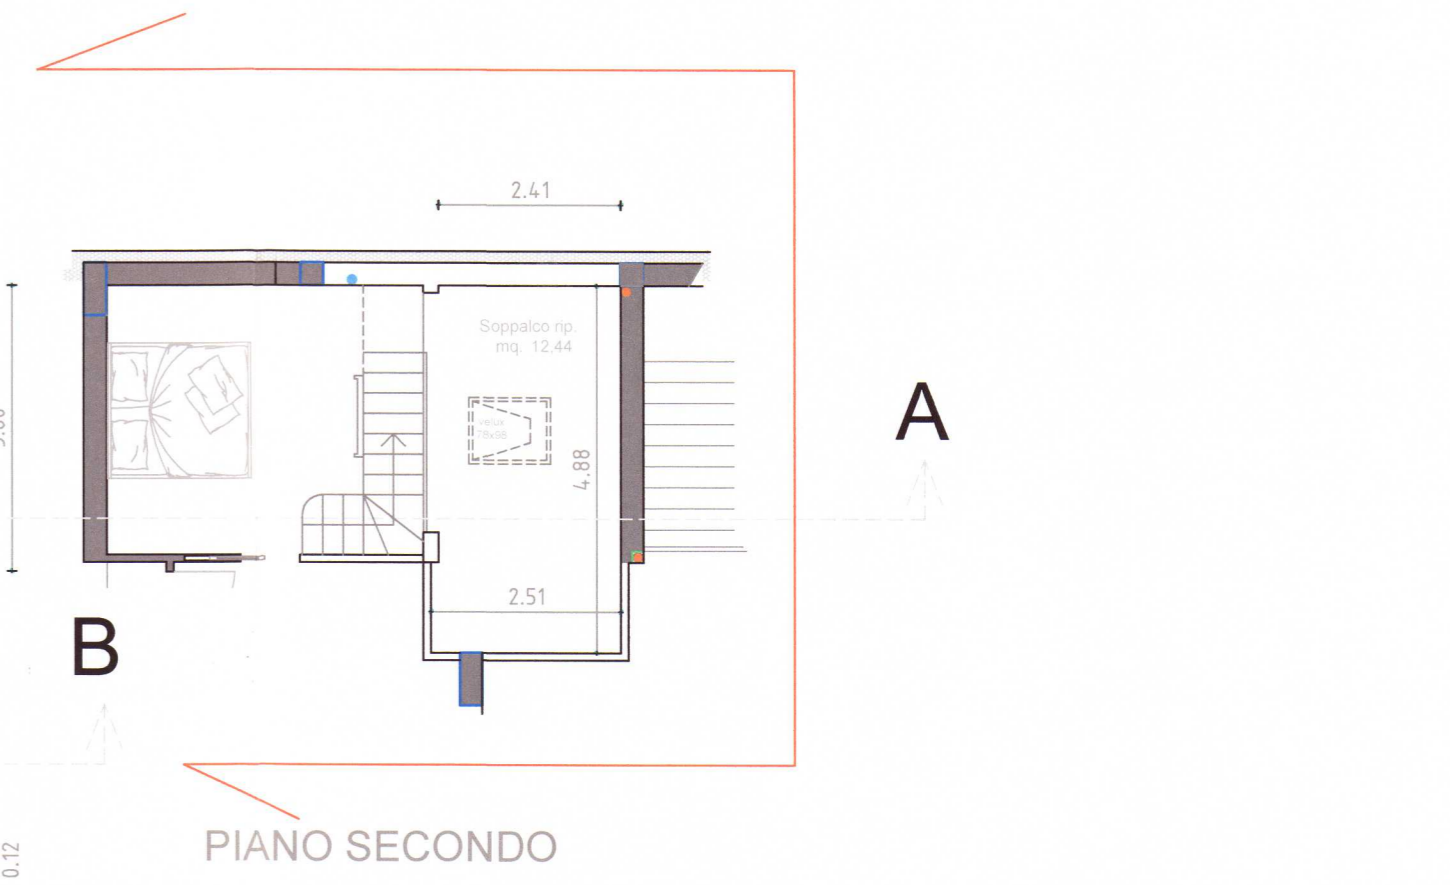 2.41
Soppalco rip.
mq. 12,44
A
velux
78x98
4.88
2.51
B
PIANO SECONDO
0.12